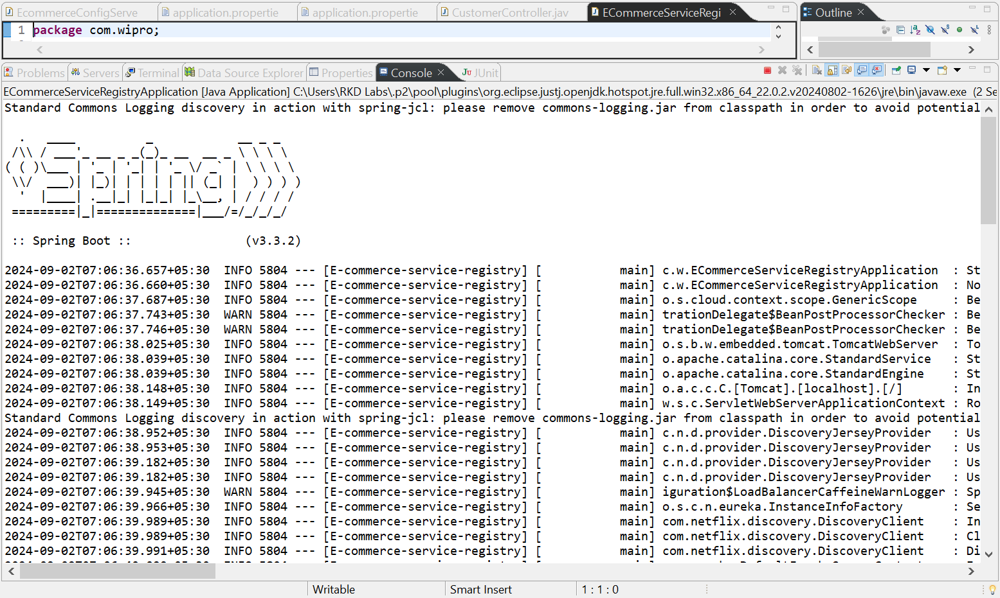 EcommerceConfigServe application.propertie application.propertie CustomerController.jav ECommerceServiceRegi Outline
1 package com.wipro;
Problems Servers Terminal Data Source Explorer Properties Console JUnit
ECommerceServiceRegistryApplication [Java Application] C:\Users\RKD Labs\.p2\pool\plugins\org.eclipse.justj.openjdk.hotspot.jre.full.win32.x86_64_22.0.2.v20240802-1626\jre\bin\javaw.exe (2 Se
Standard Commons Logging discovery in action with spring-jcl: please remove commons-logging.jar from classpath in order to avoid potential
  .   ____          _            __ _ _
 /\\ / ___'_ __ _ _(_)_ __  __ _ \ \ \ \
( ( )\___ | '_ | '_| | '_ \/ _` | \ \ \ \
 \\/  ___)| |_)| | | | | || (_| |  ) ) ) )
  '  |____| .__|_| |_|_| |_\__, | / / / /
 =========|_|==============|___/=/_/_/_/
:: Spring Boot :: (v3.3.2)
2024-09-02T07:06:36.657+05:30 INFO 5804 --- [E-commerce-service-registry] [ main] c.w.ECommerceServiceRegistryApplication : St
2024-09-02T07:06:36.660+05:30 INFO 5804 --- [E-commerce-service-registry] [ main] c.w.ECommerceServiceRegistryApplication : No
2024-09-02T07:06:37.687+05:30 INFO 5804 --- [E-commerce-service-registry] [ main] o.s.cloud.context.scope.GenericScope : Be
2024-09-02T07:06:37.743+05:30 WARN 5804 --- [E-commerce-service-registry] [ main] trationDelegate$BeanPostProcessorChecker : Be
2024-09-02T07:06:37.746+05:30 WARN 5804 --- [E-commerce-service-registry] [ main] trationDelegate$BeanPostProcessorChecker : Be
2024-09-02T07:06:38.025+05:30 INFO 5804 --- [E-commerce-service-registry] [ main] o.s.b.w.embedded.tomcat.TomcatWebServer : To
2024-09-02T07:06:38.039+05:30 INFO 5804 --- [E-commerce-service-registry] [ main] o.apache.catalina.core.StandardService : St
2024-09-02T07:06:38.039+05:30 INFO 5804 --- [E-commerce-service-registry] [ main] o.apache.catalina.core.StandardEngine : St
2024-09-02T07:06:38.148+05:30 INFO 5804 --- [E-commerce-service-registry] [ main] o.a.c.c.C.[Tomcat].[localhost].[/] : In
2024-09-02T07:06:38.149+05:30 INFO 5804 --- [E-commerce-service-registry] [ main] w.s.c.ServletWebServerApplicationContext : Ro
Standard Commons Logging discovery in action with spring-jcl: please remove commons-logging.jar from classpath in order to avoid potential
2024-09-02T07:06:38.952+05:30 INFO 5804 --- [E-commerce-service-registry] [ main] c.n.d.provider.DiscoveryJerseyProvider : Us
2024-09-02T07:06:38.953+05:30 INFO 5804 --- [E-commerce-service-registry] [ main] c.n.d.provider.DiscoveryJerseyProvider : Us
2024-09-02T07:06:39.182+05:30 INFO 5804 --- [E-commerce-service-registry] [ main] c.n.d.provider.DiscoveryJerseyProvider : Us
2024-09-02T07:06:39.182+05:30 INFO 5804 --- [E-commerce-service-registry] [ main] c.n.d.provider.DiscoveryJerseyProvider : Us
2024-09-02T07:06:39.945+05:30 WARN 5804 --- [E-commerce-service-registry] [ main] iguration$LoadBalancerCaffeineWarnLogger : Sp
2024-09-02T07:06:39.966+05:30 INFO 5804 --- [E-commerce-service-registry] [ main] o.s.c.n.eureka.InstanceInfoFactory : Se
2024-09-02T07:06:39.989+05:30 INFO 5804 --- [E-commerce-service-registry] [ main] com.netflix.discovery.DiscoveryClient : In
2024-09-02T07:06:39.989+05:30 INFO 5804 --- [E-commerce-service-registry] [ main] com.netflix.discovery.DiscoveryClient : Cl
2024-09-02T07:06:39.991+05:30 INFO 5804 --- [E-commerce-service-registry] [ main] com.netflix.discovery.DiscoveryClient : Di
Writable Smart Insert 1 : 1 : 0